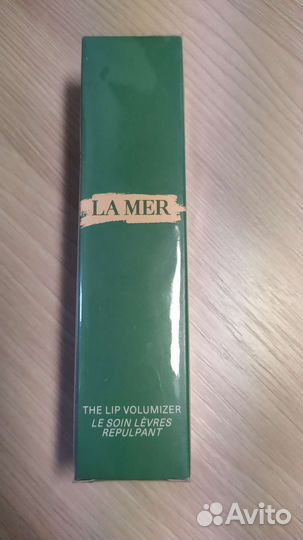 LA MER
THE LIP VOLUMIZER
LE SOIN LÈVRES
REPULPANT
Avito